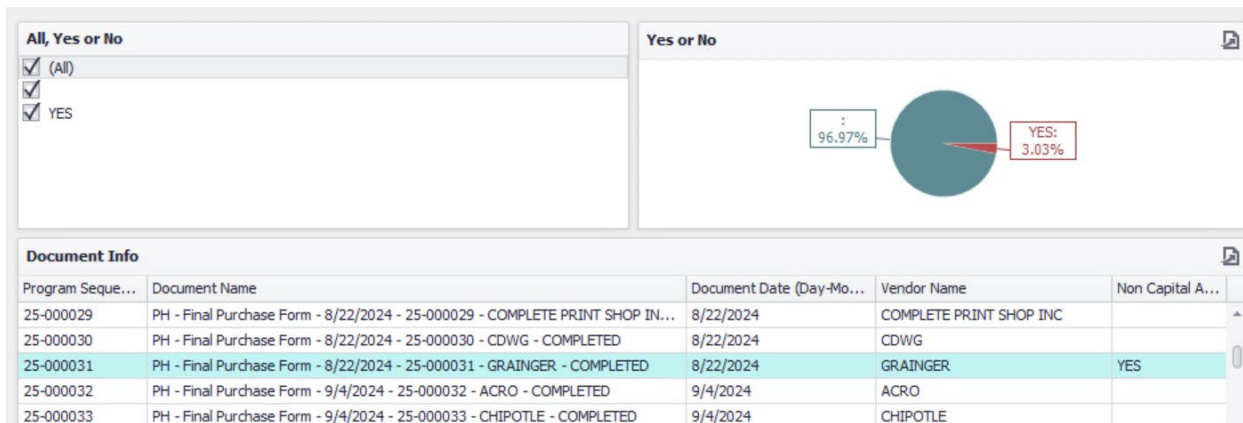 All, Yes or No
(All)
YES
Yes or No
:
96.97%
YES:
3.03%
Document Info
Program Seque... Document Name Document Date (Day-Mo... Vendor Name Non Capital A...
25-000029 PH - Final Purchase Form - 8/22/2024 - 25-000029 - COMPLETE PRINT SHOP IN... 8/22/2024 COMPLETE PRINT SHOP INC
25-000030 PH - Final Purchase Form - 8/22/2024 - 25-000030 - CDWG - COMPLETED 8/22/2024 CDWG
25-000031 PH - Final Purchase Form - 8/22/2024 - 25-000031 - GRAINGER - COMPLETED 8/22/2024 GRAINGER YES
25-000032 PH - Final Purchase Form - 9/4/2024 - 25-000032 - ACRO - COMPLETED 9/4/2024 ACRO
25-000033 PH - Final Purchase Form - 9/4/2024 - 25-000033 - CHIPOTLE - COMPLETED 9/4/2024 CHIPOTLE